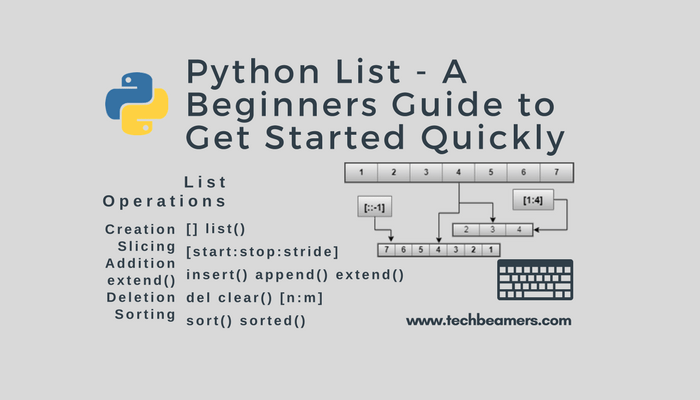 Python List - A
Beginners Guide to
Get Started Quickly
List
Operations
Creation
Slicing
Addition
extend()
Deletion
Sorting
[] list()
[start:stop:stride]
insert() append() extend()
del clear() [n:m]
sort() sorted()
1 2 3 4 5 6 7
[::-1]
[1:4]
2 3 4
7 6 5 4 3 2 1
www.techbeamers.com